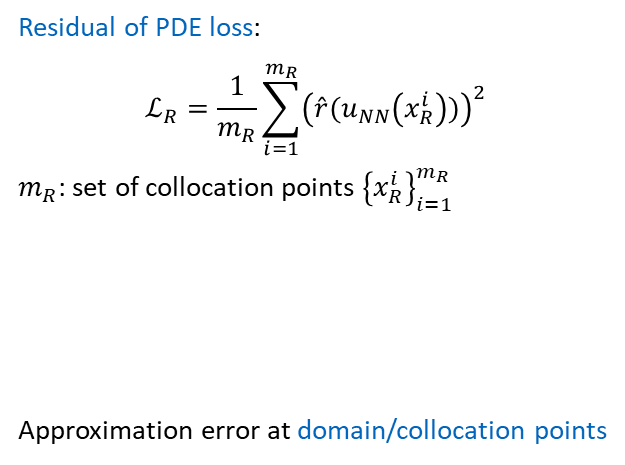 Residual of PDE loss:
ℒ_R = 1/m_R ∑_{i=1}^{m_R} (r̂(u_NN(x_R^i)))^2
m_R: set of collocation points {x_R^i}_{i=1}^{m_R}
Approximation error at domain/collocation points